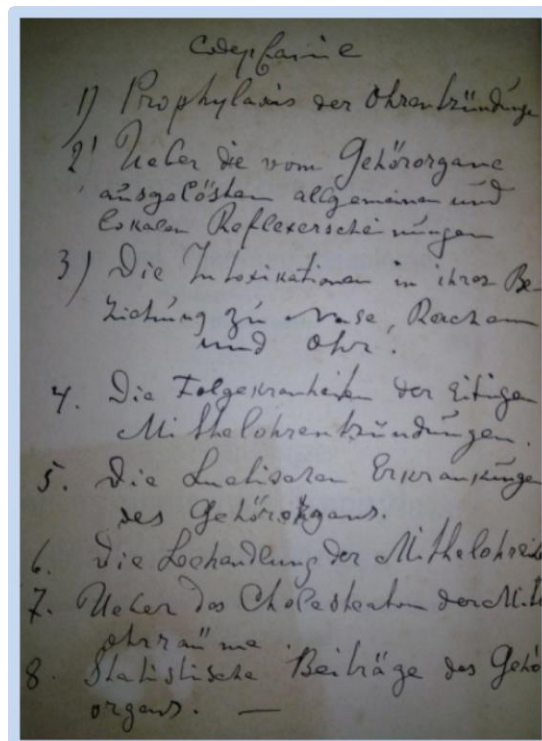 1) Prophylaxis der Ohrentzündunge
2) Ueber die vom Gehörorgane
ausgelösten allgemeinen und
lokalen Reflexerscheinungen
3) Die Intoxikationen in ihrer Be-
ziehung zu Nase, Rachen
und Ohr.
4. Die Folgekrankheiten der Eitrigen
Mittelohrentzündungen.
5. Die Luetischen Erkrankungen
des Gehörorgans.
6. Die Behandlung der Mittelohreit
7. Ueber das Cholesteatom der Mit
ohrräume.
8. Statistische Beiträge des Gehö
organs. —